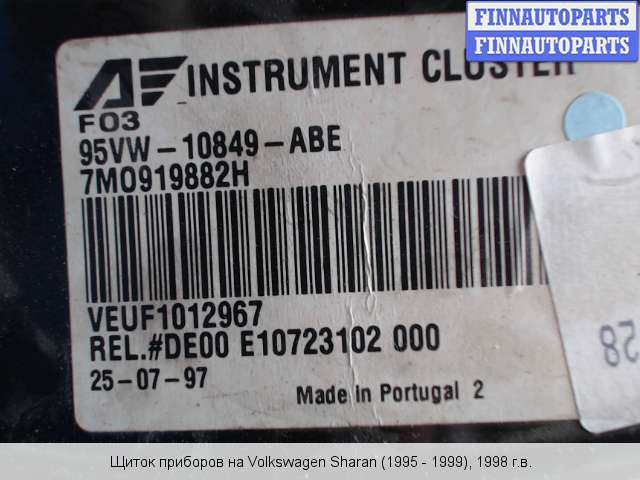 FINNAUTOPARTS
FINNAUTOPARTS
AF INSTRUMENT CLUSTER
F03
95VW-10849-ABE
7M0919882H
VEUF1012967
REL.#DE00 E10723102 000
25-07-97
Made in Portugal 2
28
Щиток приборов на Volkswagen Sharan (1995 - 1999), 1998 г.в.